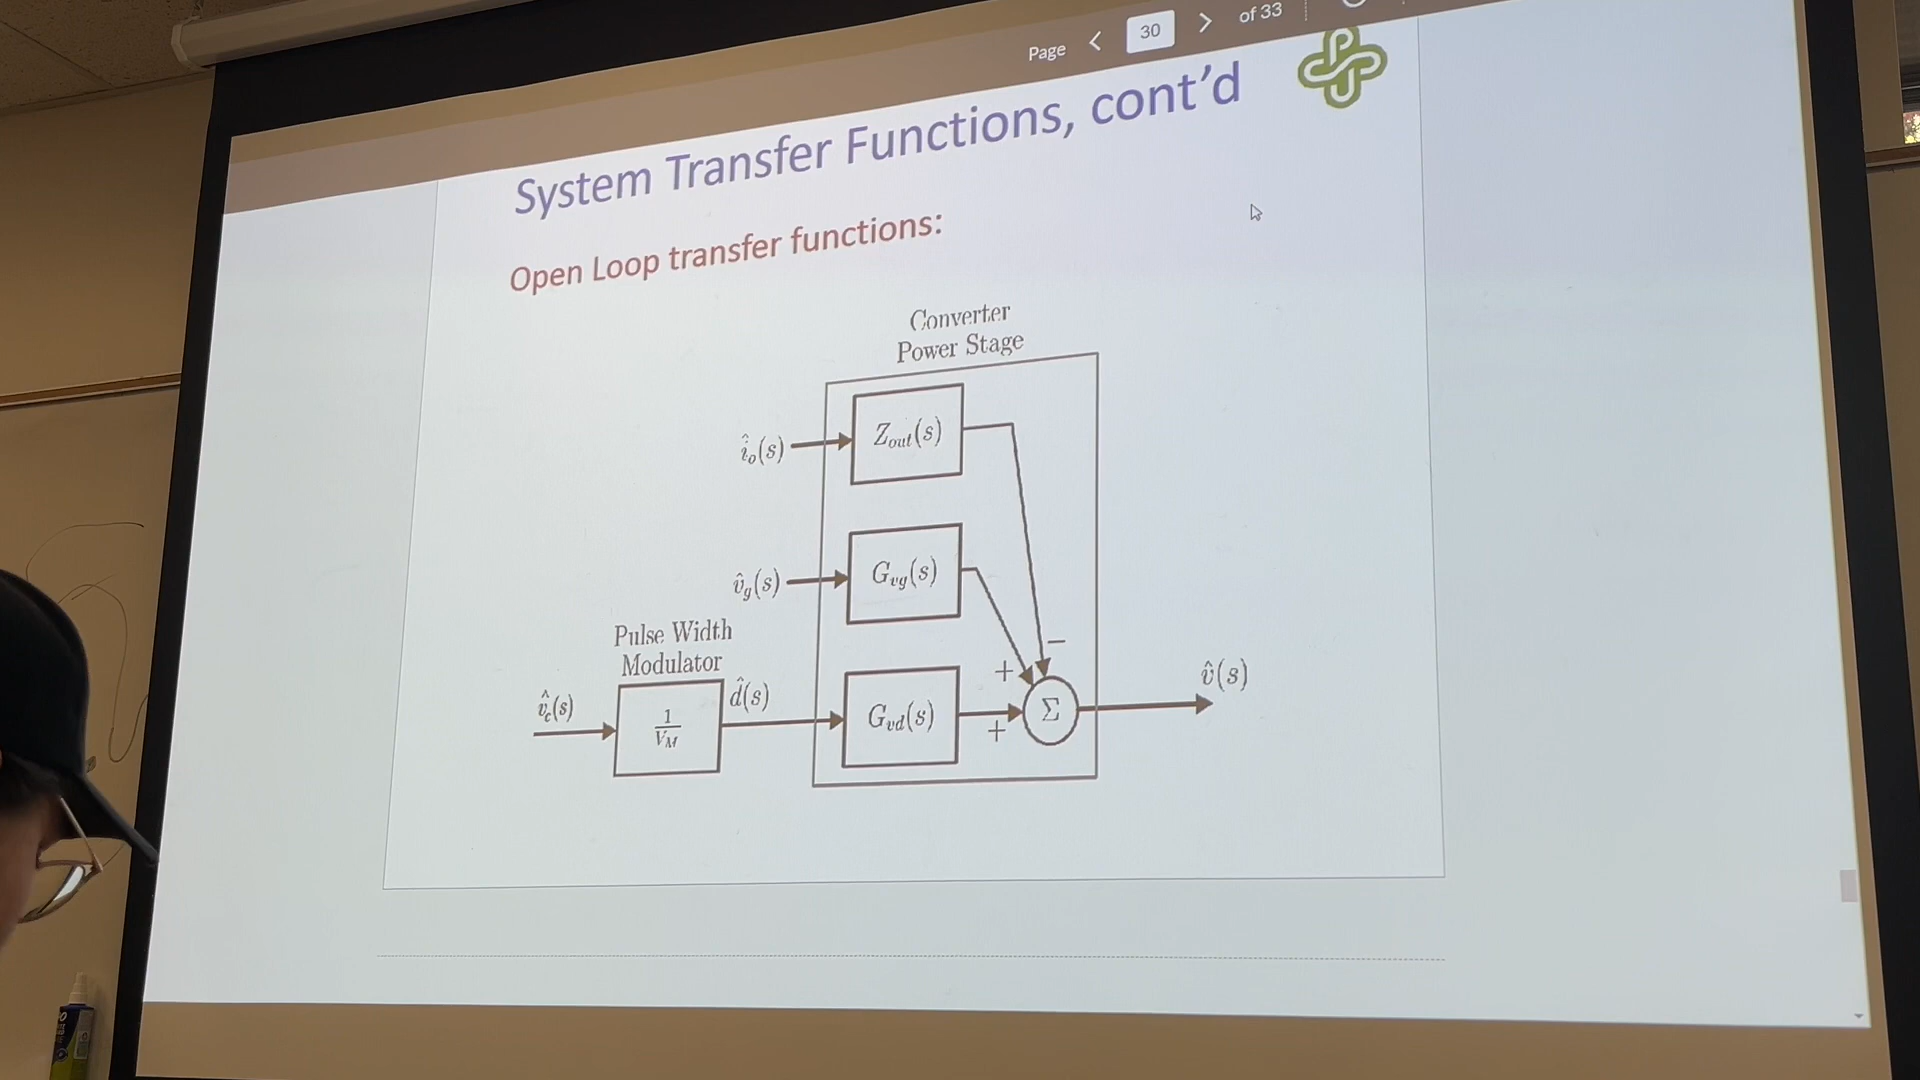 Page < 30 > of 33
System Transfer Functions, cont'd
Open Loop transfer functions:
Converter
Power Stage
î₀(s)
Z_out(s)
v̂_g(s)
G_vg(s)
Pulse Width
Modulator
v̂_c(s)
1/V_M
d̂(s)
G_vd(s)
−
+
+
Σ
v̂(s)